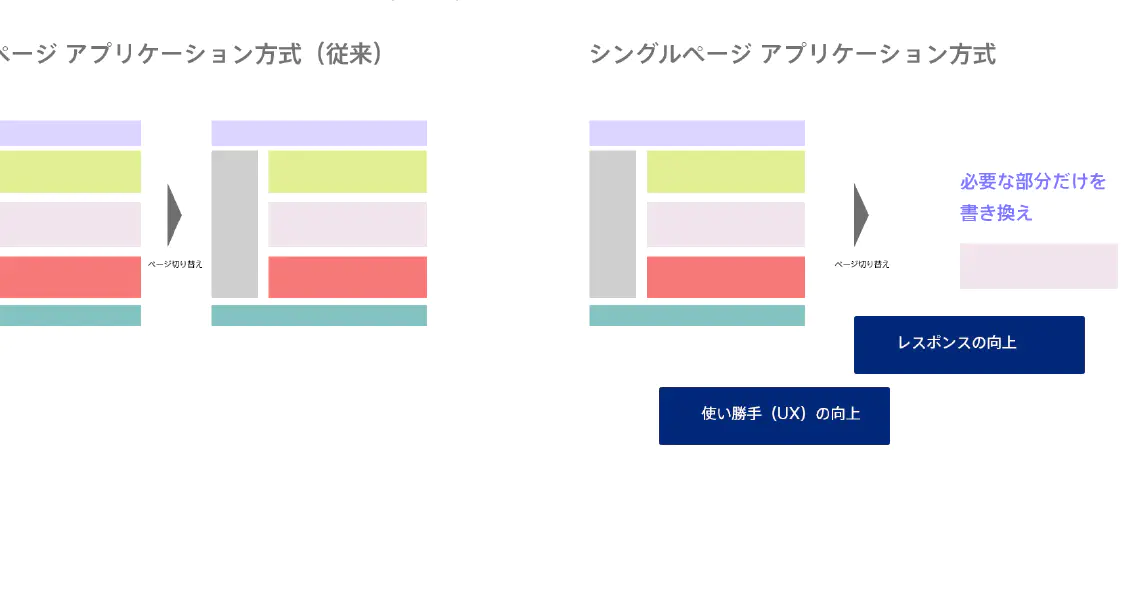 ページ アプリケーション方式（従来）
シングルページ アプリケーション方式
ページ切り替え
ページ切り替え
必要な部分だけを
書き換え
レスポンスの向上
使い勝手（UX）の向上